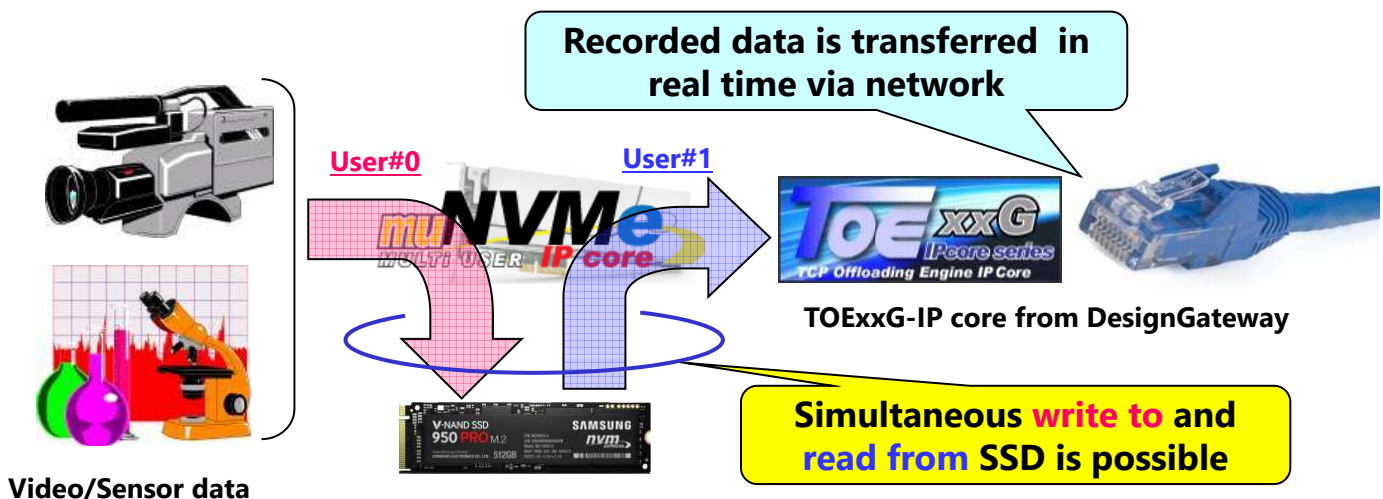 Recorded data is transferred in
real time via network
User#0
User#1
muNVMe
MULTI USER IP core
TOExxG
IPcore series
TCP Offloading Engine IP Core
TOExxG-IP core from DesignGateway
V-NAND SSD
950 PRO M.2
SAMSUNG
nvm
EXPRESS
512GB
Simultaneous write to and
read from SSD is possible
Video/Sensor data